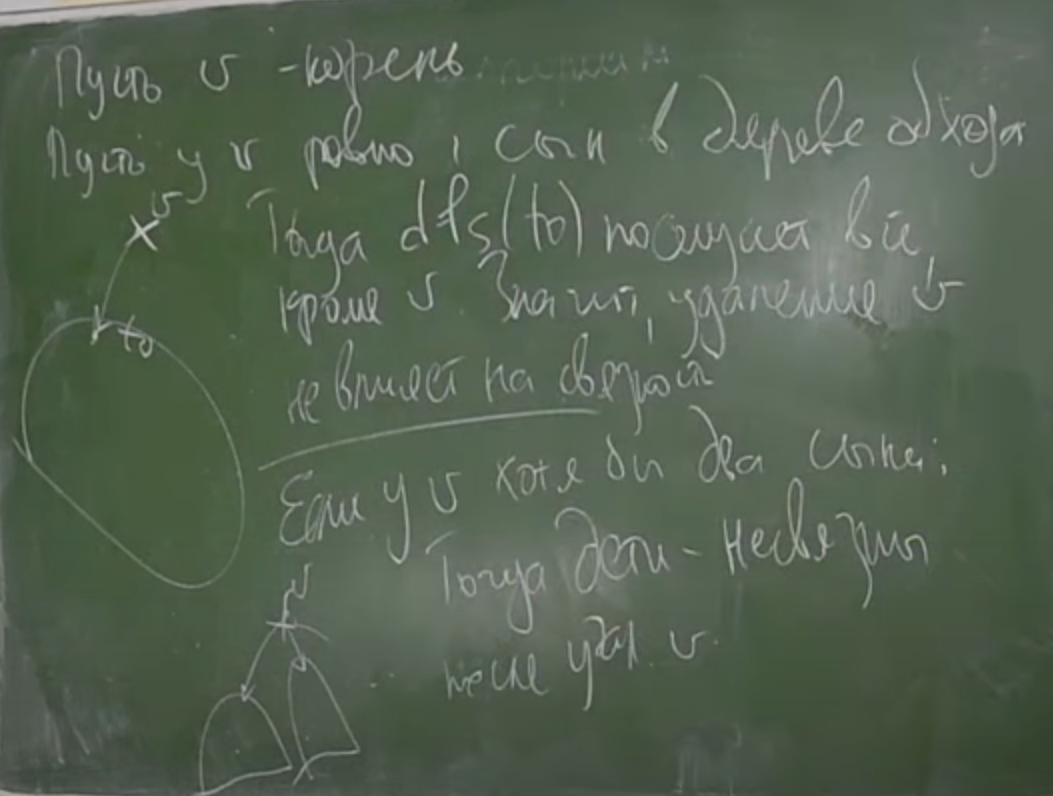 Пусть v - корень
Пусть у v ровно 1 сын в дереве обхода
v
Тогда dfs(to) посещает все,
кроме v. Значит, удаление v
to
не влияет на связность
Если у v хотя бы два сына:
Тогда дети - несвязны
v
после удал. v.